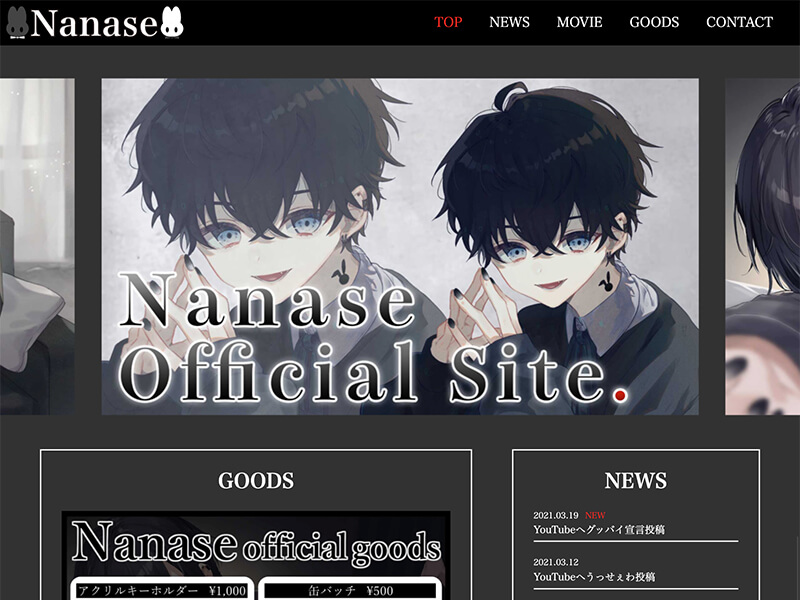 Nanase
TOP NEWS MOVIE GOODS CONTACT
Nanase
Official Site.
GOODS
Nanase official goods
アクリルキーホルダー ¥1,000
缶バッチ ¥500
NEWS
2021.03.19 NEW
YouTubeへグッバイ宣言投稿
2021.03.12
YouTubeへうっせぇわ投稿